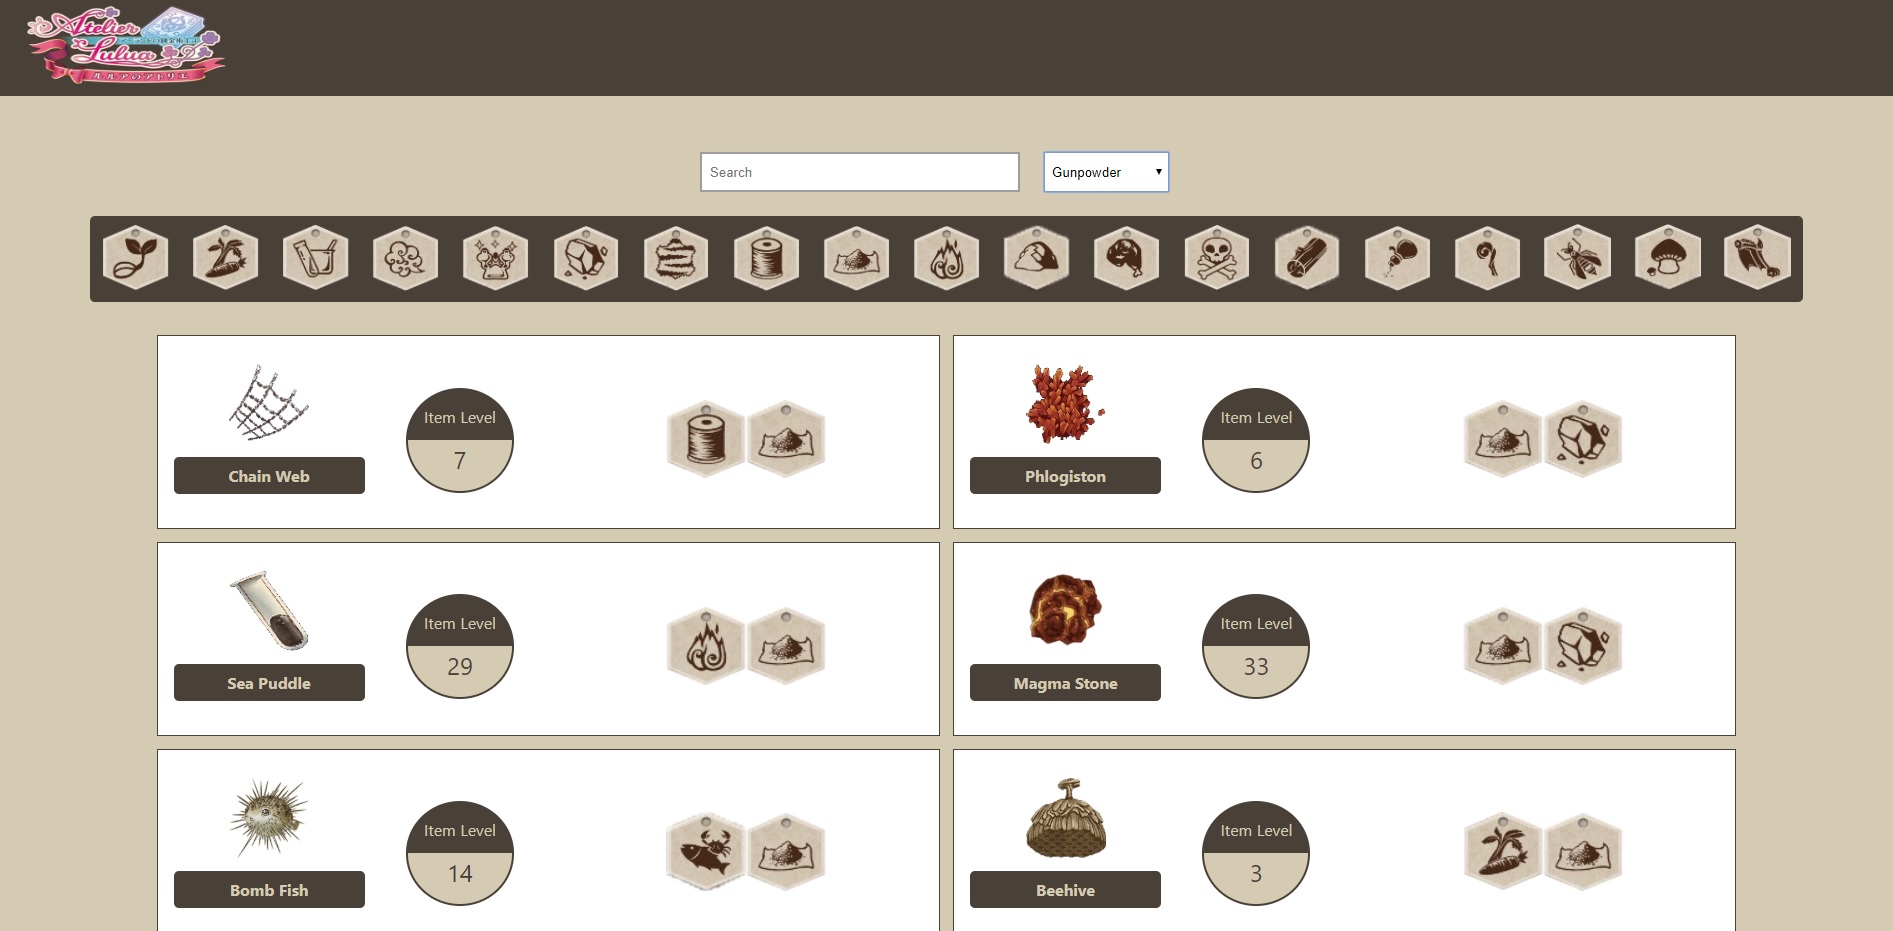 Atelier
Lulua
ルルアのアトリエ
Search
Gunpowder
Item Level
7
Chain Web
Item Level
6
Phlogiston
Item Level
29
Sea Puddle
Item Level
33
Magma Stone
Item Level
14
Bomb Fish
Item Level
3
Beehive